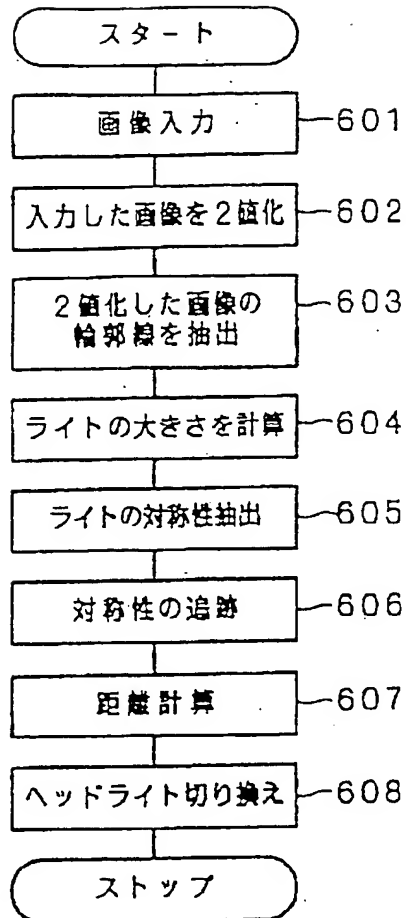 スタート
画像入力 601
入力した画像を2値化 602
2値化した画像の 603
輪郭線を抽出
ライトの大きさを計算 604
ライトの対称性抽出 605
対称性の追跡 606
距離計算 607
ヘッドライト切り換え 608
ストップ